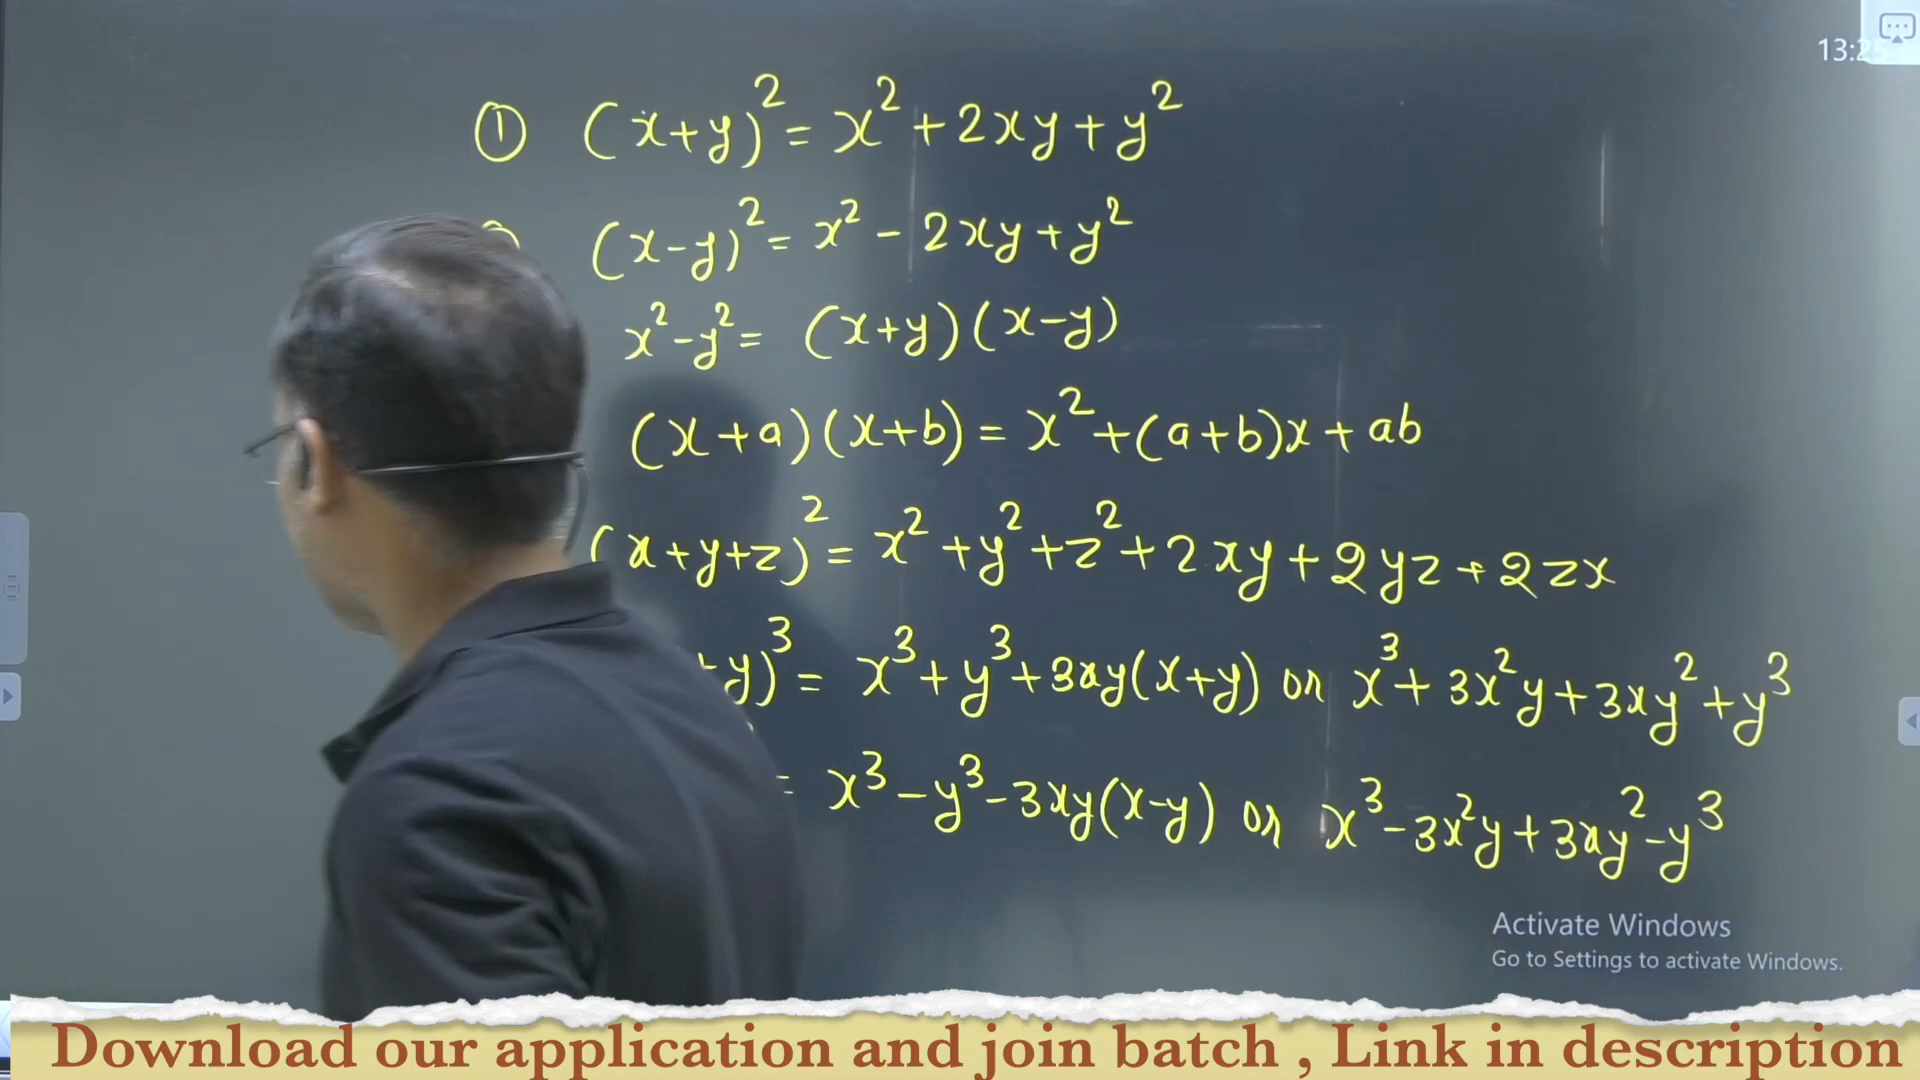 13:25
① (x+y)² = x² + 2xy + y²
(x-y)² = x² - 2xy + y²
x² - y² = (x+y)(x-y)
(x+a)(x+b) = x² + (a+b)x + ab
(x+y+z)² = x² + y² + z² + 2xy + 2yz + 2zx
y)³ = x³ + y³ + 3xy(x+y) or x³ + 3x²y + 3xy² + y³
= x³ - y³ - 3xy(x-y) or x³ - 3x²y + 3xy² - y³
Activate Windows
Go to Settings to activate Windows.
Download our application and join batch , Link in description